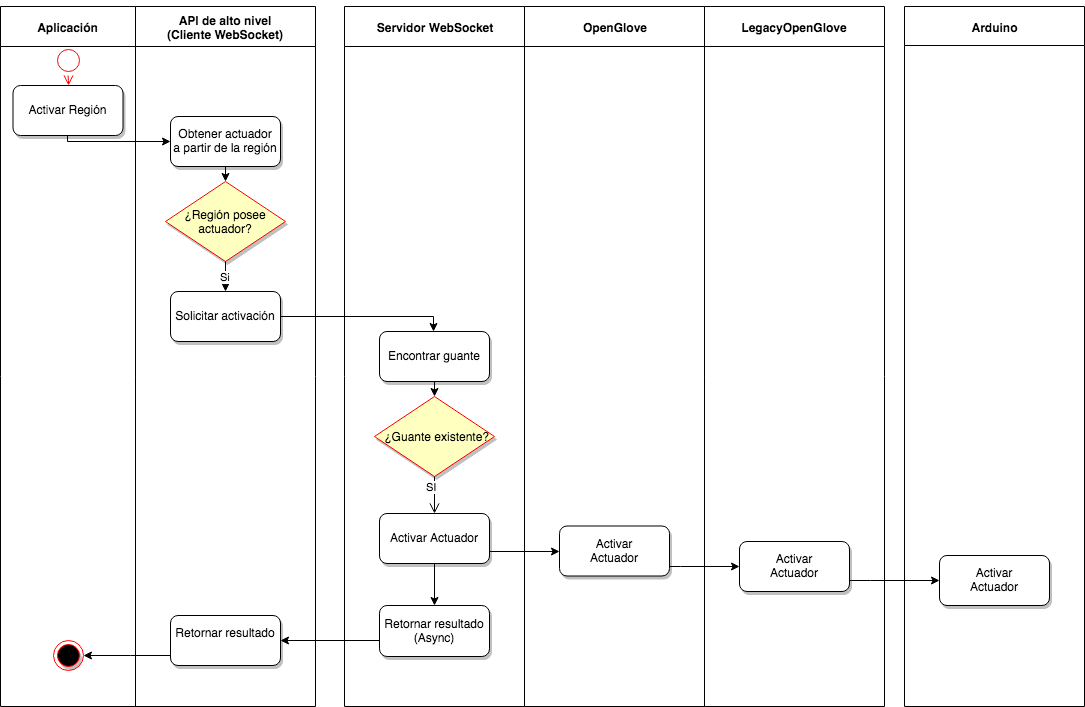 Aplicación
API de alto nivel
(Cliente WebSocket)
Servidor WebSocket
OpenGlove
LegacyOpenGlove
Arduino
Activar Región
Obtener actuador
a partir de la región
¿Región posee
actuador?
Si
Solicitar activación
Encontrar guante
¿Guante existente?
SI
Activar Actuador
Activar
Actuador
Activar
Actuador
Activar
Actuador
Retornar resultado
(Async)
Retornar resultado